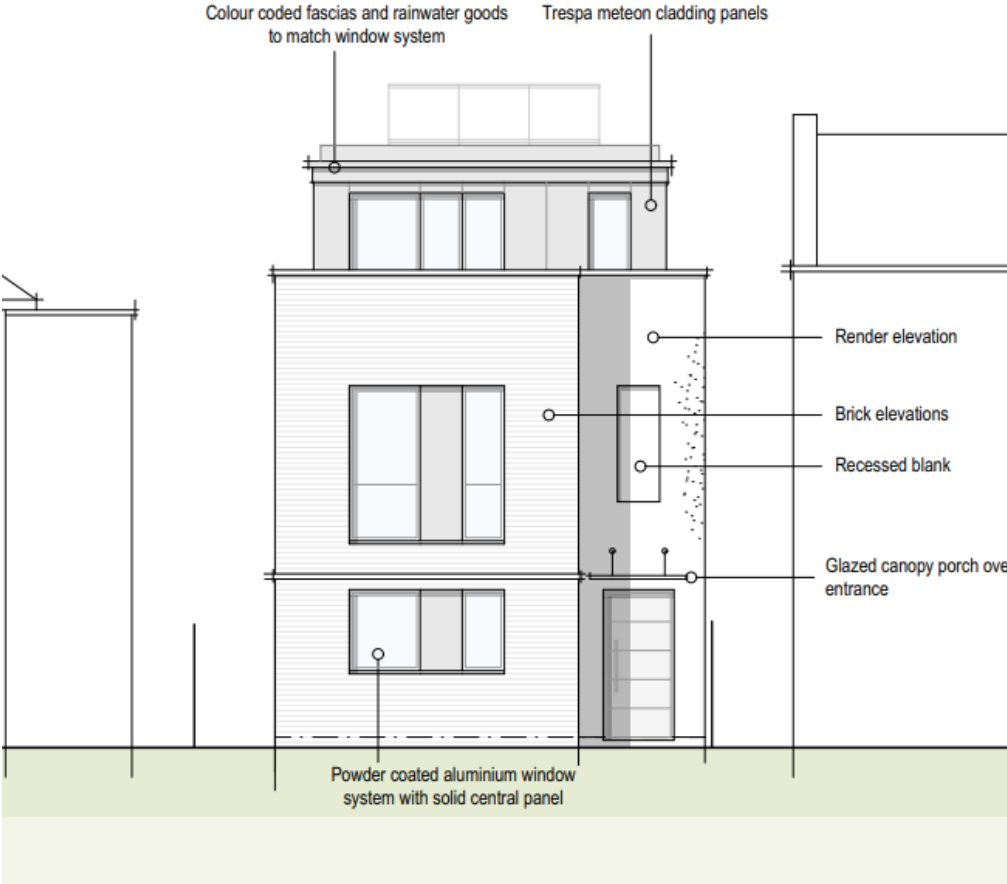 Colour coded fascias and rainwater goods
to match window system
Trespa meteon cladding panels
Render elevation
Brick elevations
Recessed blank
Glazed canopy porch ove
entrance
Powder coated aluminium window
system with solid central panel